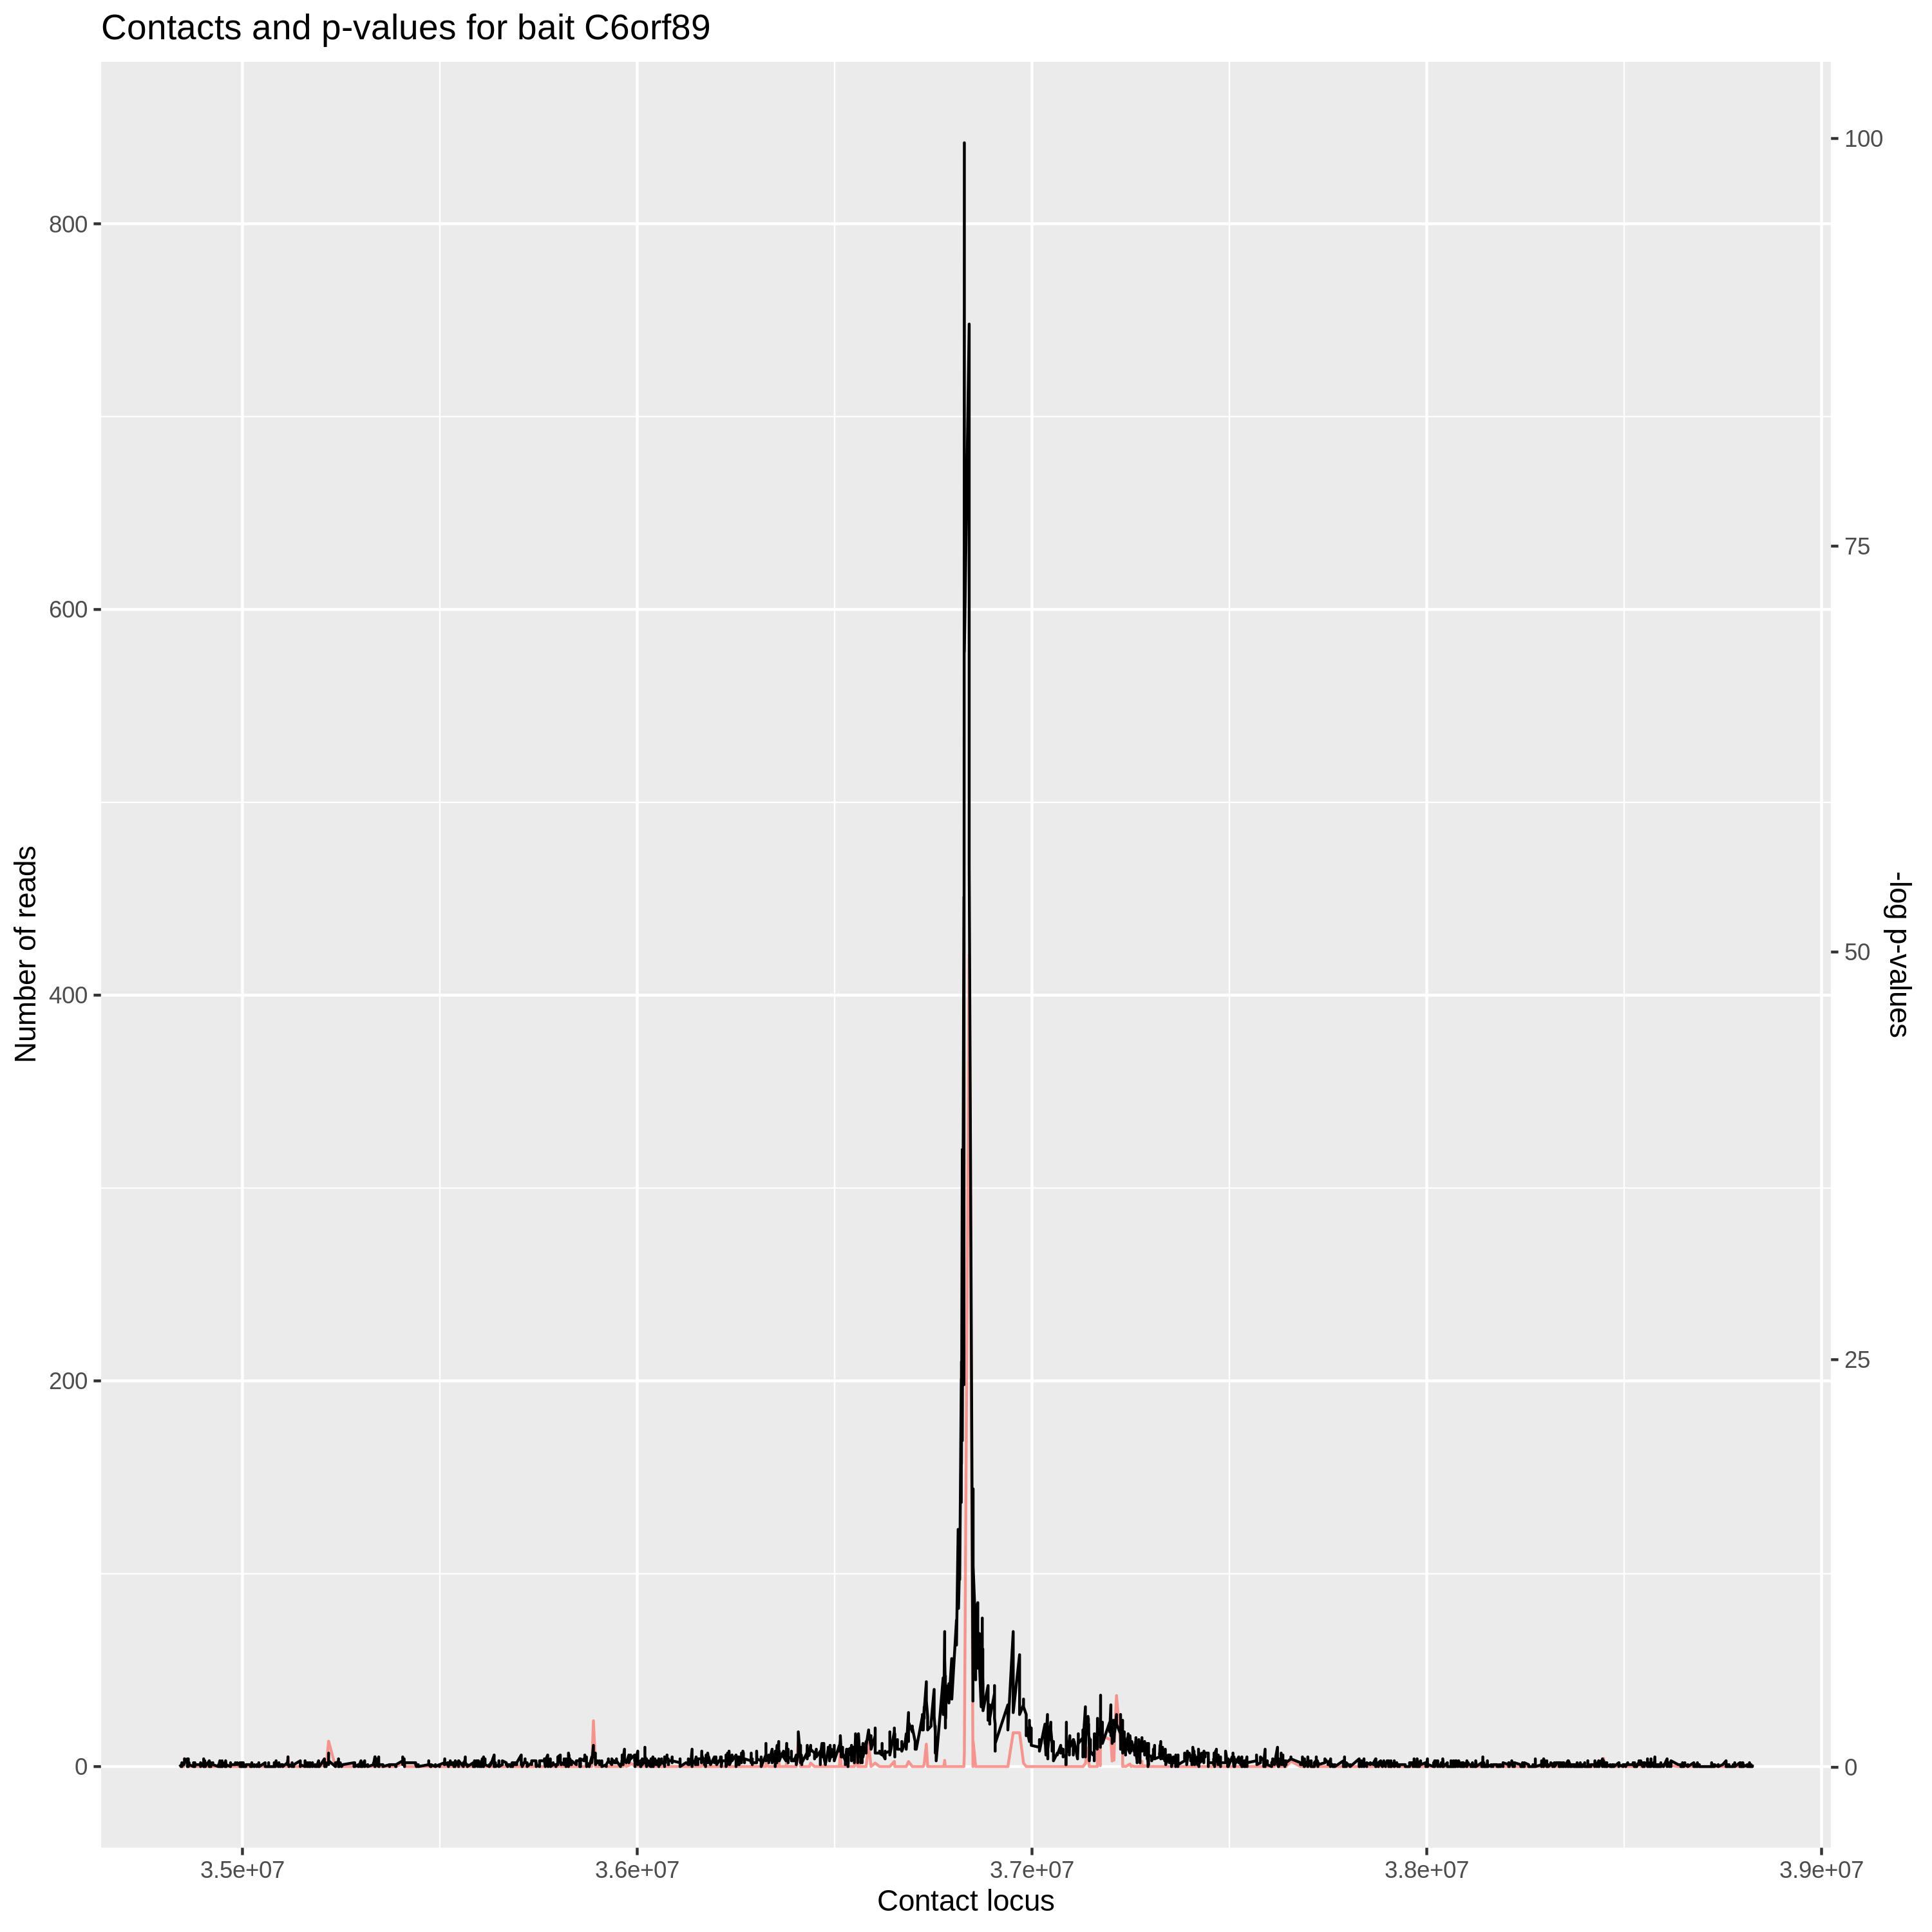 Contacts and p-values for bait C6orf89
100
800
75
600
Number of reads
-log p-values
50
400
25
200
0
0
3.5e+07
3.6e+07
3.7e+07
3.8e+07
3.9e+07
Contact locus